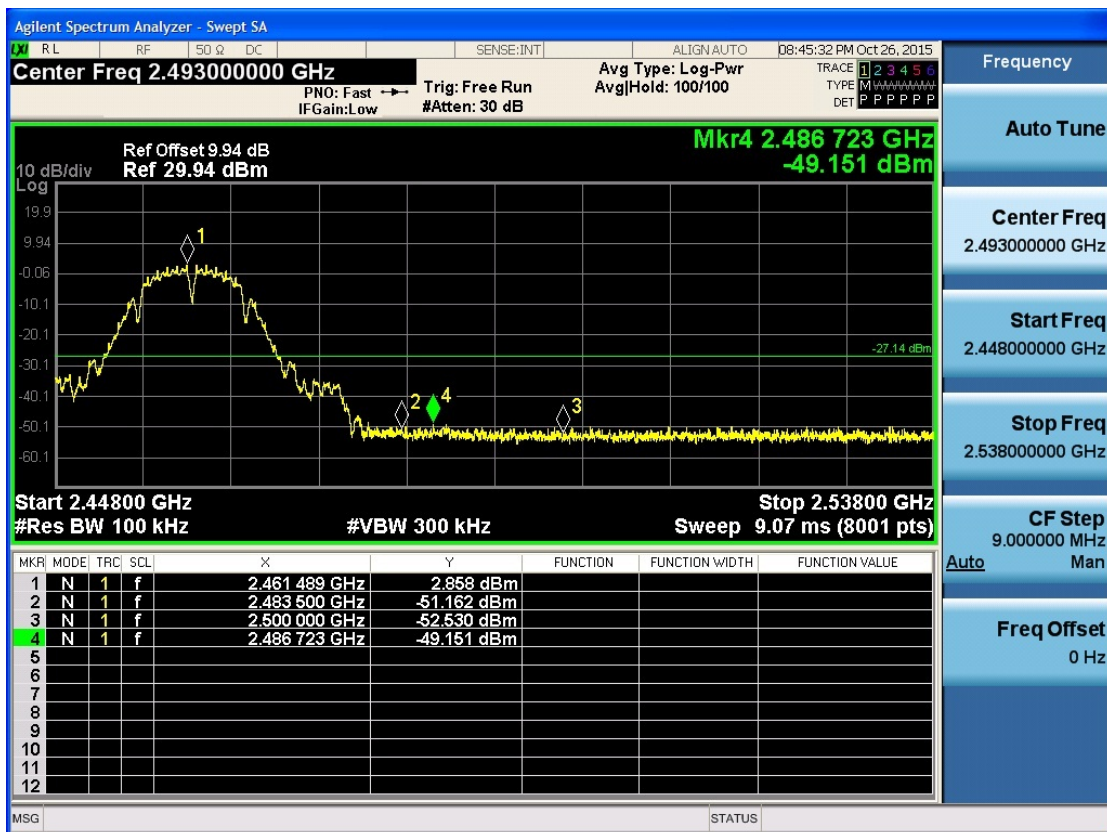 Agilent Spectrum Analyzer - Swept SA
LXI RL RF 50 Ω DC SENSE:INT ALIGN AUTO 08:45:32 PM Oct 26, 2015
Center Freq 2.493000000 GHz
PNO: Fast
IFGain:Low
Trig: Free Run
#Atten: 30 dB
Avg Type: Log-Pwr
Avg|Hold: 100/100
TRACE 1 2 3 4 5 6
TYPE M W W W W W
DET P P P P P P
Mkr4 2.486 723 GHz
-49.151 dBm
Ref Offset 9.94 dB
10 dB/div Ref 29.94 dBm
Log
19.9
9.94
-0.06
-10.1
-20.1
-30.1
-40.1
-50.1
-60.1
1
2
4
3
-27.14 dBm
Start 2.44800 GHz Stop 2.53800 GHz
#Res BW 100 kHz #VBW 300 kHz Sweep 9.07 ms (8001 pts)
MKR MODE TRC SCL X Y FUNCTION FUNCTION WIDTH FUNCTION VALUE
1 N 1 f 2.461 489 GHz 2.858 dBm
2 N 1 f 2.483 500 GHz -51.162 dBm
3 N 1 f 2.500 000 GHz -52.530 dBm
4 N 1 f 2.486 723 GHz -49.151 dBm
5
6
7
8
9
10
11
12
MSG STATUS
Frequency
Auto Tune
Center Freq
2.493000000 GHz
Start Freq
2.448000000 GHz
Stop Freq
2.538000000 GHz
CF Step
9.000000 MHz
Auto Man
Freq Offset
0 Hz